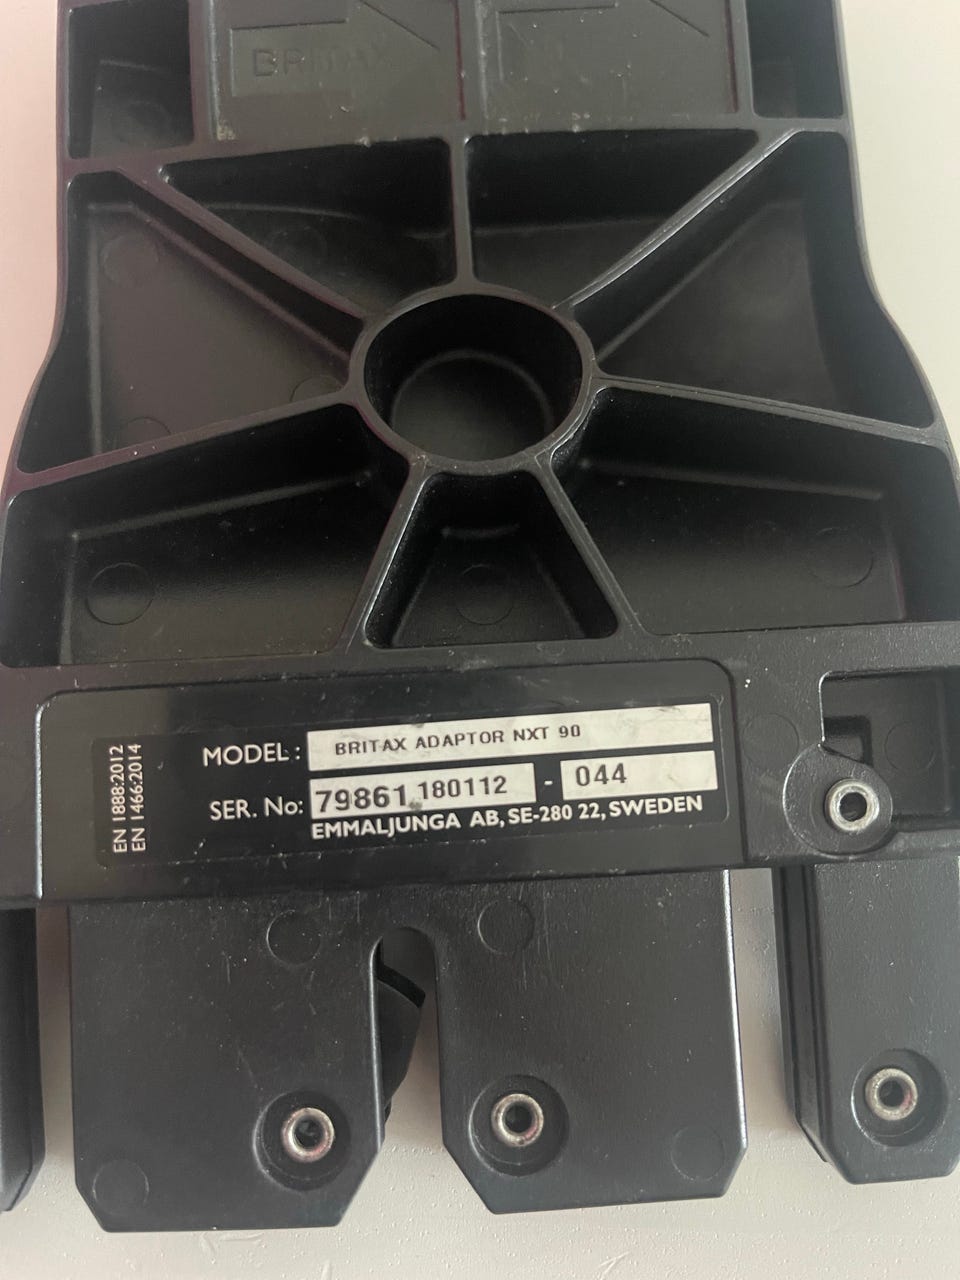 BRITAX
MODEL: BRITAX ADAPTOR NXT 90
SER. No: 79861 180112 - 044
EMMALJUNGA AB, SE-280 22, SWEDEN
EN 1888:2012
EN 1466:2014